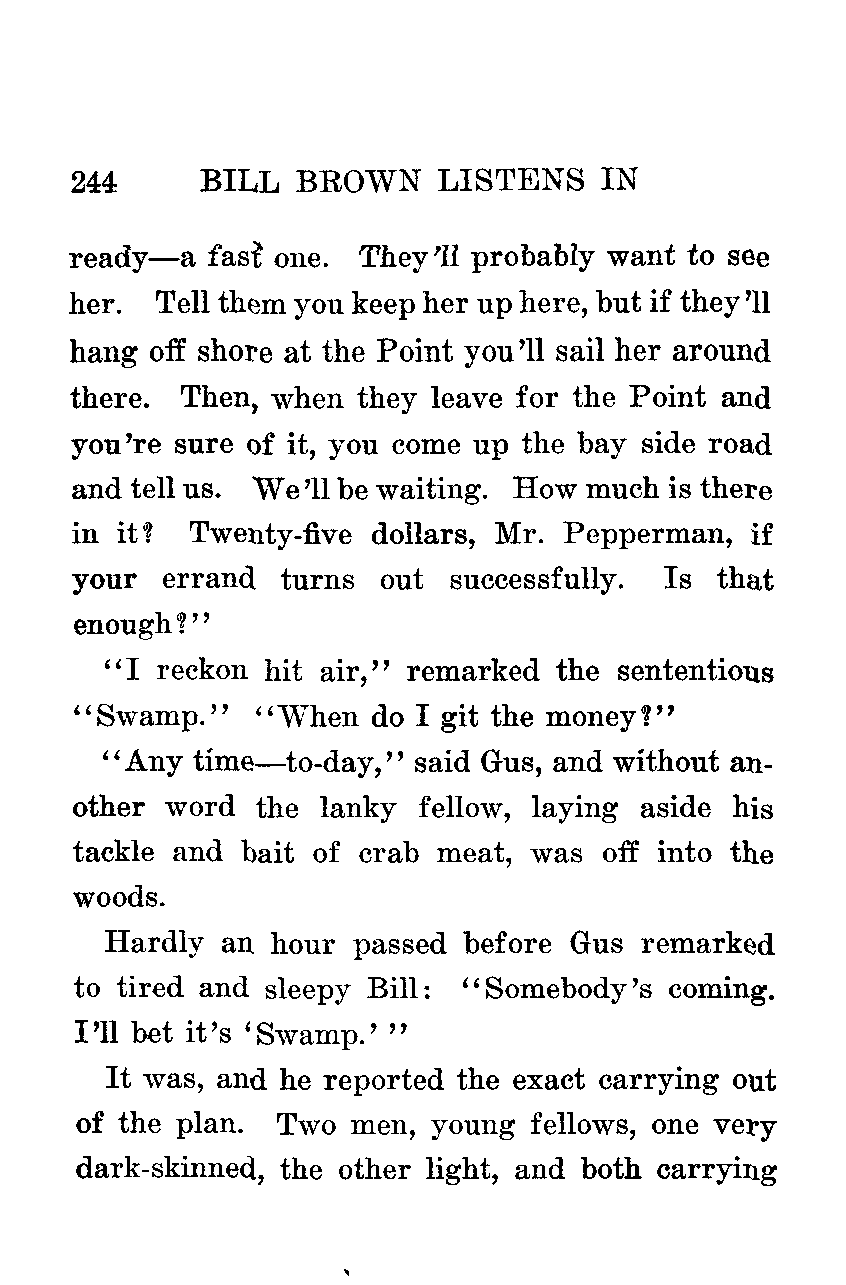 244 BILL BROWN LISTENS IN
ready—a fast one. They'll probably want to see
her. Tell them you keep her up here, but if they'll
hang off shore at the Point you'll sail her around
there. Then, when they leave for the Point and
you're sure of it, you come up the bay side road
and tell us. We'll be waiting. How much is there
in it? Twenty-five dollars, Mr. Pepperman, if
your errand turns out successfully. Is that
enough?"
"I reckon hit air," remarked the sententious
"Swamp." "When do I git the money?"
"Any time—to-day," said Gus, and without an-
other word the lanky fellow, laying aside his
tackle and bait of crab meat, was off into the
woods.
Hardly an hour passed before Gus remarked
to tired and sleepy Bill: "Somebody's coming.
I'll bet it's 'Swamp.' "
It was, and he reported the exact carrying out
of the plan. Two men, young fellows, one very
dark-skinned, the other light, and both carrying